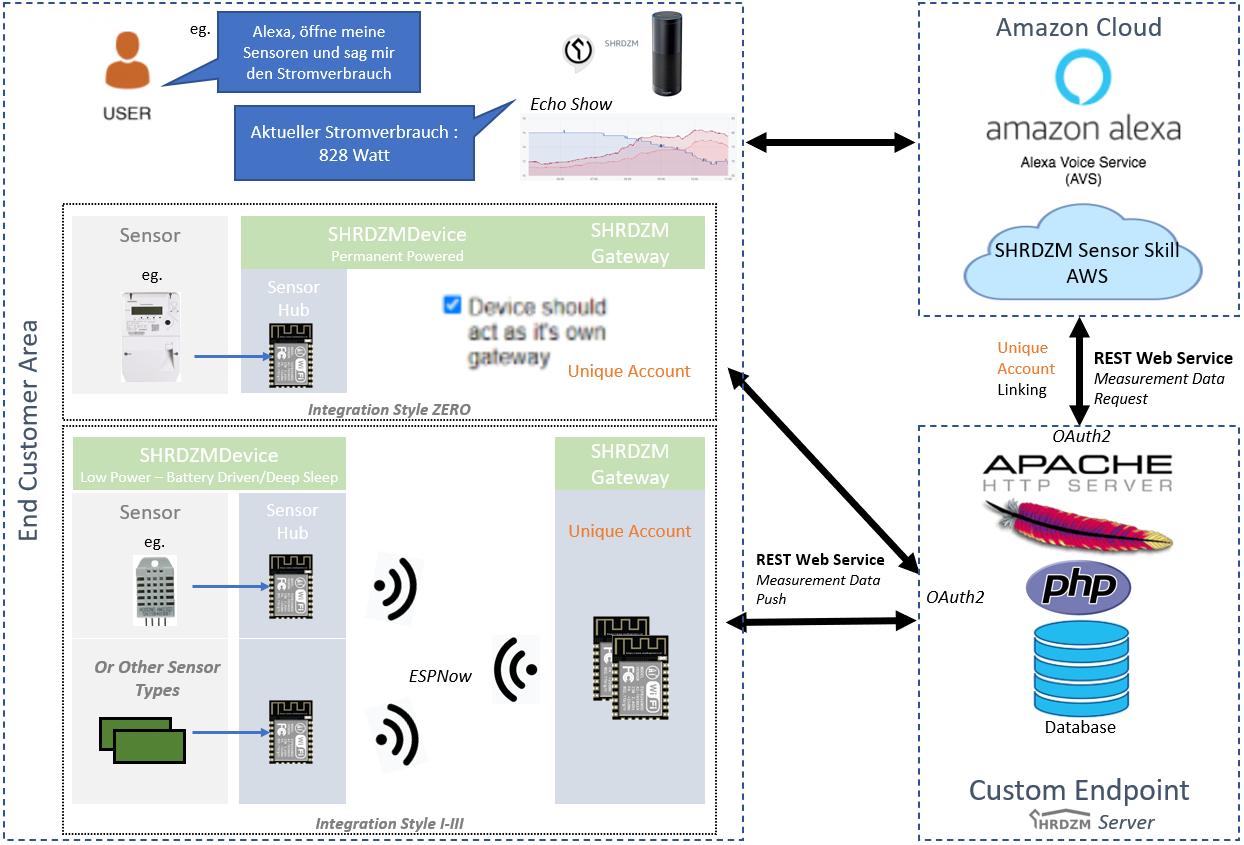 eg.
Alexa, öffne meine
Sensoren und sag mir
den Stromverbrauch
USER
SHRDZM
Echo Show
Aktueller Stromverbrauch :
828 Watt
End Customer Area
Sensor
eg.
SHRDZMDevice
Permanent Powered
SHRDZM
Gateway
Sensor
Hub
Device should
act as it's own
gateway
Unique Account
Integration Style ZERO
SHRDZMDevice
Low Power – Battery Driven/Deep Sleep
Sensor
eg.
Sensor
Hub
SHRDZM
Gateway
Unique Account
Or Other Sensor
Types
ESPNow
Integration Style I-III
REST Web Service
Measurement Data
Push
Amazon Cloud
amazon alexa
Alexa Voice Service
(AVS)
SHRDZM Sensor Skill
AWS
Unique
Account
Linking
REST Web Service
Measurement Data
Request
OAuth2
APACHE
HTTP SERVER
php
OAuth2
Database
Custom Endpoint
HRDZM Server